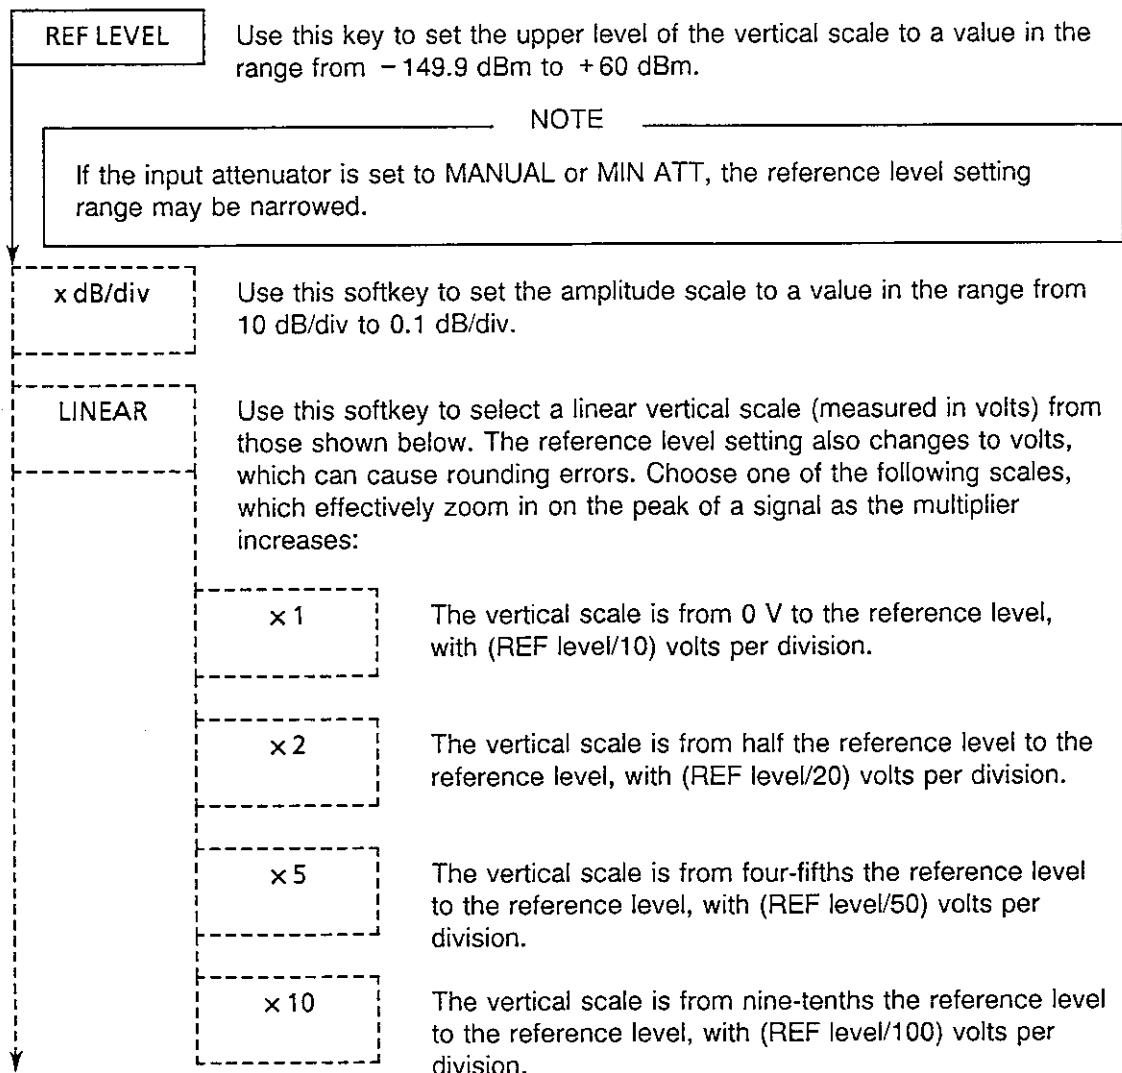 REF LEVEL Use this key to set the upper level of the vertical scale to a value in the
range from −149.9 dBm to +60 dBm.
NOTE
If the input attenuator is set to MANUAL or MIN ATT, the reference level setting
range may be narrowed.
x dB/div Use this softkey to set the amplitude scale to a value in the range from
10 dB/div to 0.1 dB/div.
LINEAR Use this softkey to select a linear vertical scale (measured in volts) from
those shown below. The reference level setting also changes to volts,
which can cause rounding errors. Choose one of the following scales,
which effectively zoom in on the peak of a signal as the multiplier
increases:
×1 The vertical scale is from 0 V to the reference level,
with (REF level/10) volts per division.
×2 The vertical scale is from half the reference level to the
reference level, with (REF level/20) volts per division.
×5 The vertical scale is from four-fifths the reference level
to the reference level, with (REF level/50) volts per
division.
×10 The vertical scale is from nine-tenths the reference level
to the reference level, with (REF level/100) volts per
division.